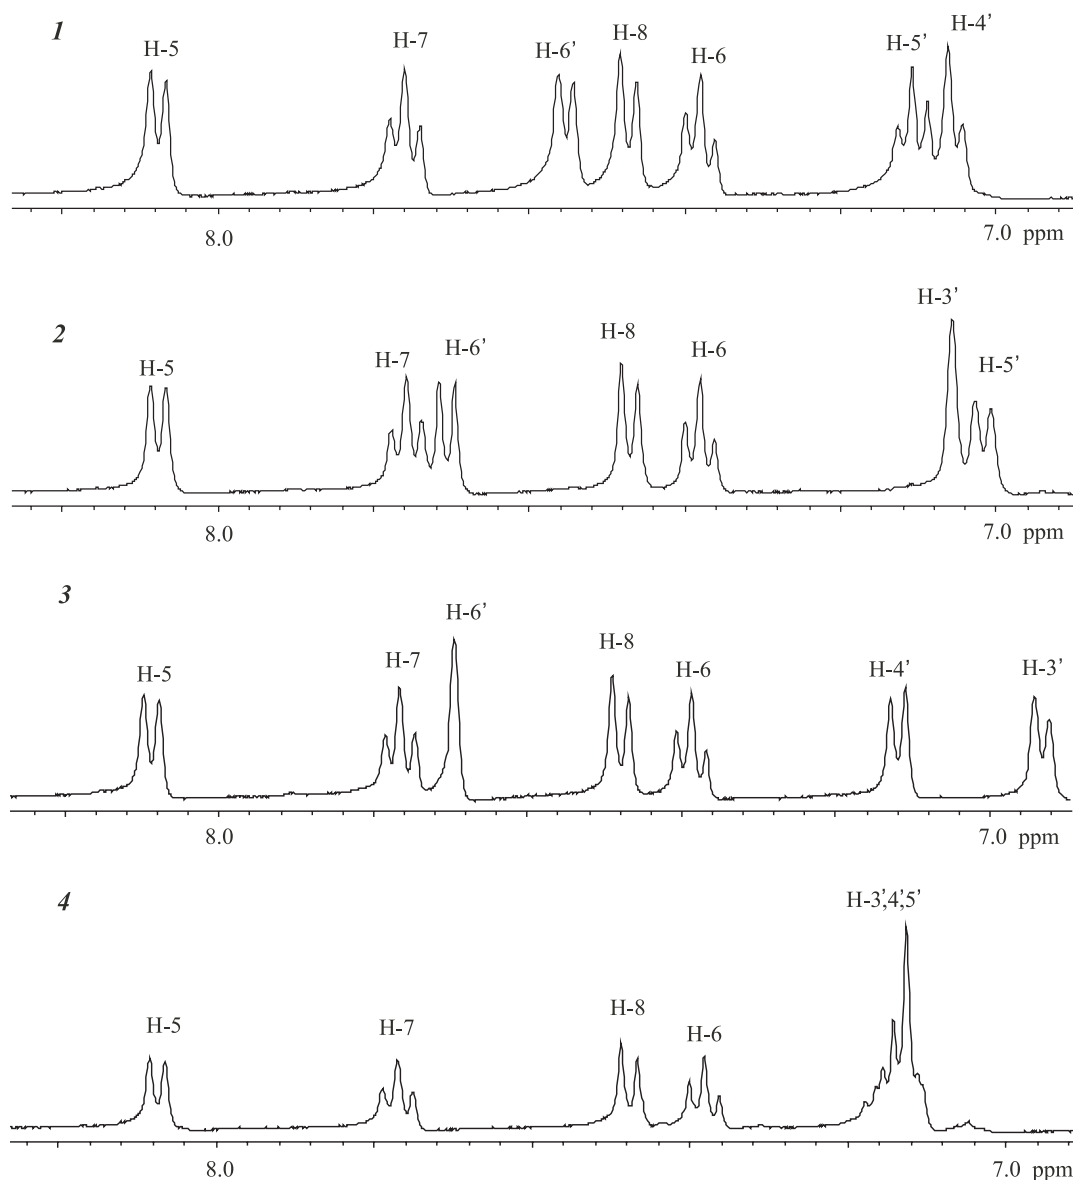 1
H-5 H-7 H-6’ H-8 H-6 H-5’ H-4’
8.0 7.0 ppm
2
H-5 H-7 H-6’ H-8 H-6 H-3’ H-5’
8.0 7.0 ppm
3
H-5 H-7 H-6’ H-8 H-6 H-4’ H-3’
8.0 7.0 ppm
4
H-5 H-7 H-8 H-6 H-3’,4’,5’
8.0 7.0 ppm